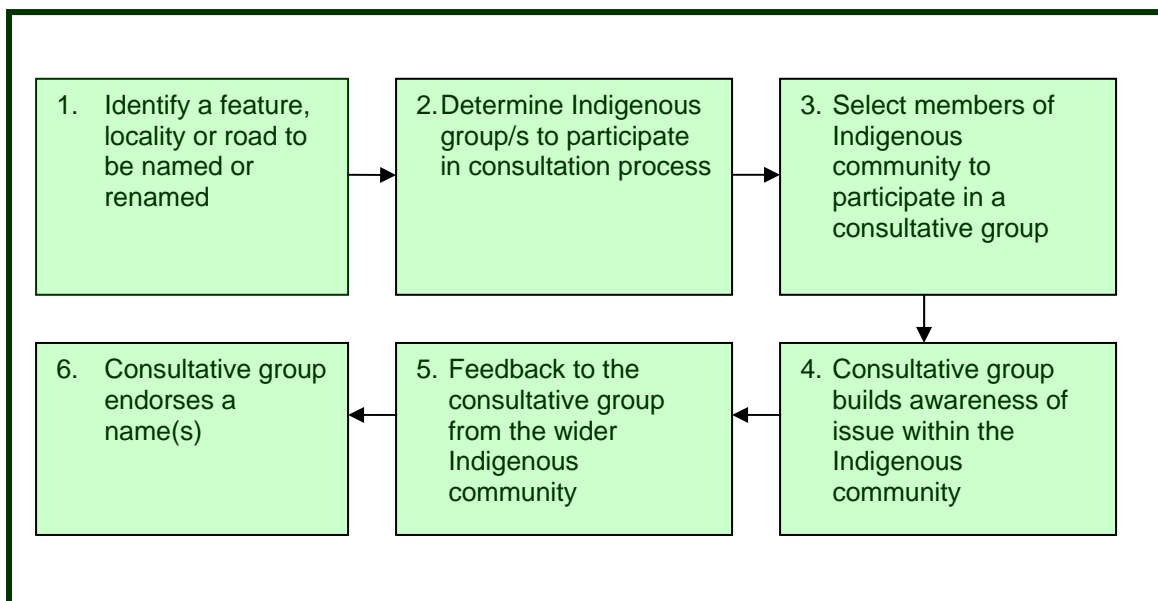 1. Identify a feature,
locality or road to
be named or
renamed
2. Determine Indigenous
group/s to participate
in consultation process
3. Select members of
Indigenous
community to
participate in a
consultative group
4. Consultative group
builds awareness of
issue within the
Indigenous
community
5. Feedback to the
consultative group
from the wider
Indigenous
community
6. Consultative group
endorses a
name(s)